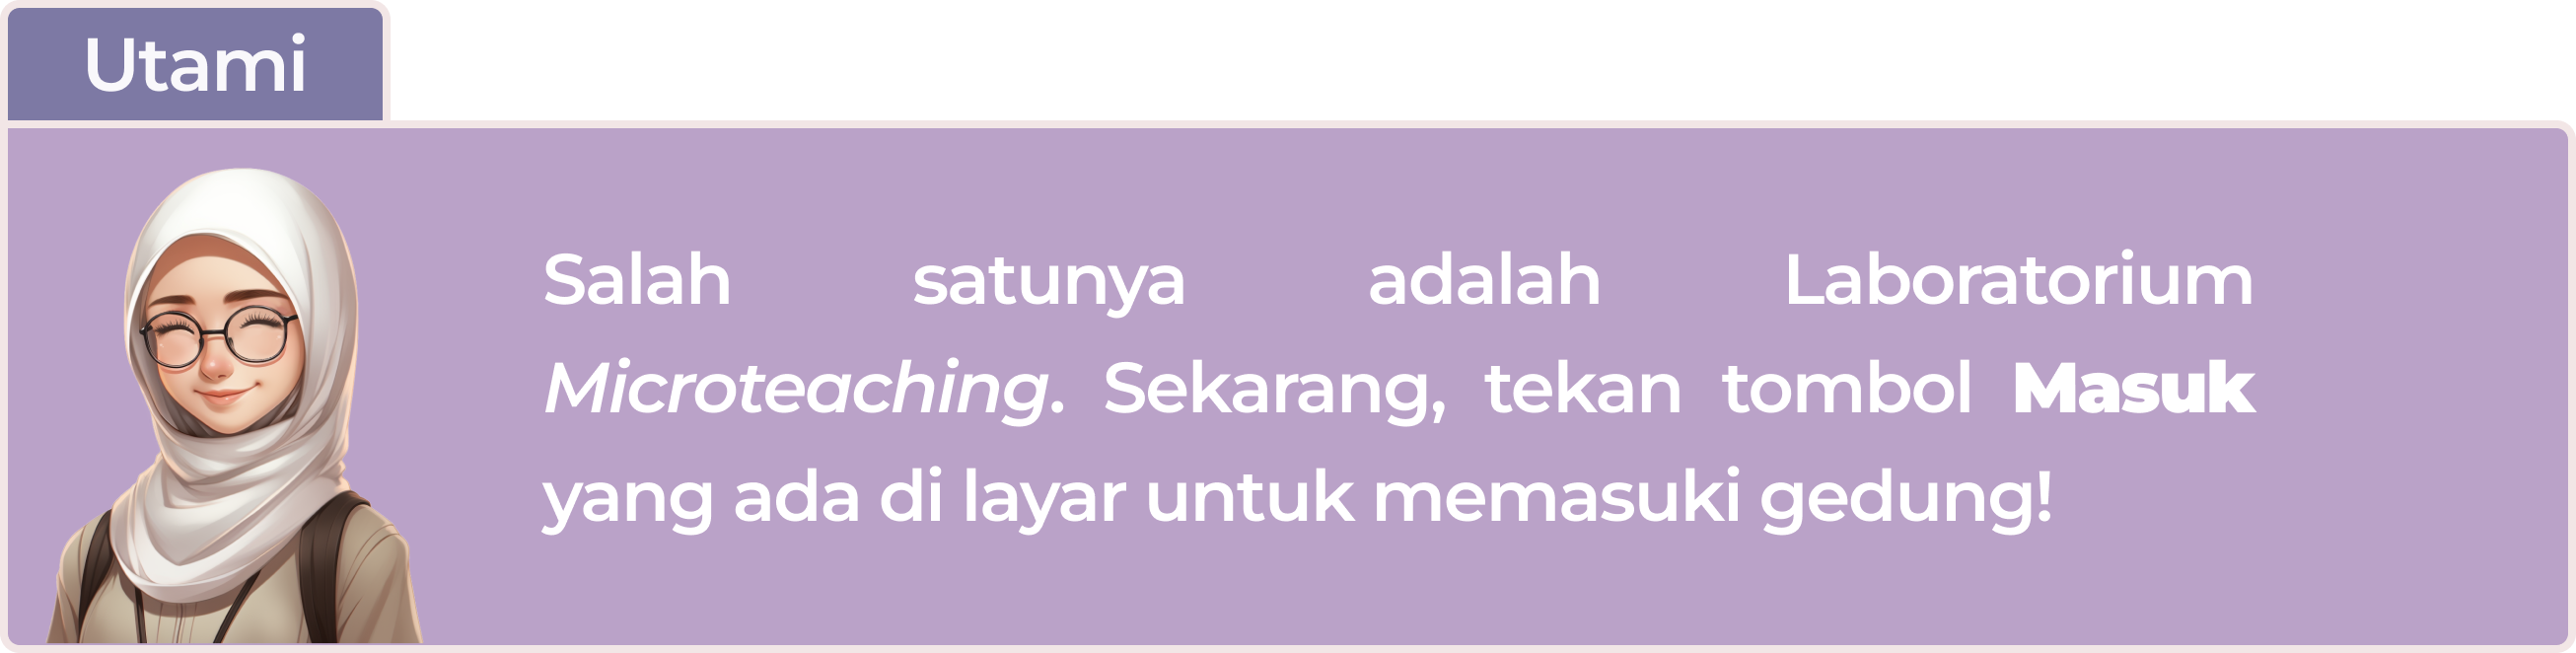 Utami
Salah satunya adalah Laboratorium
Microteaching. Sekarang, tekan tombol Masuk
yang ada di layar untuk memasuki gedung!